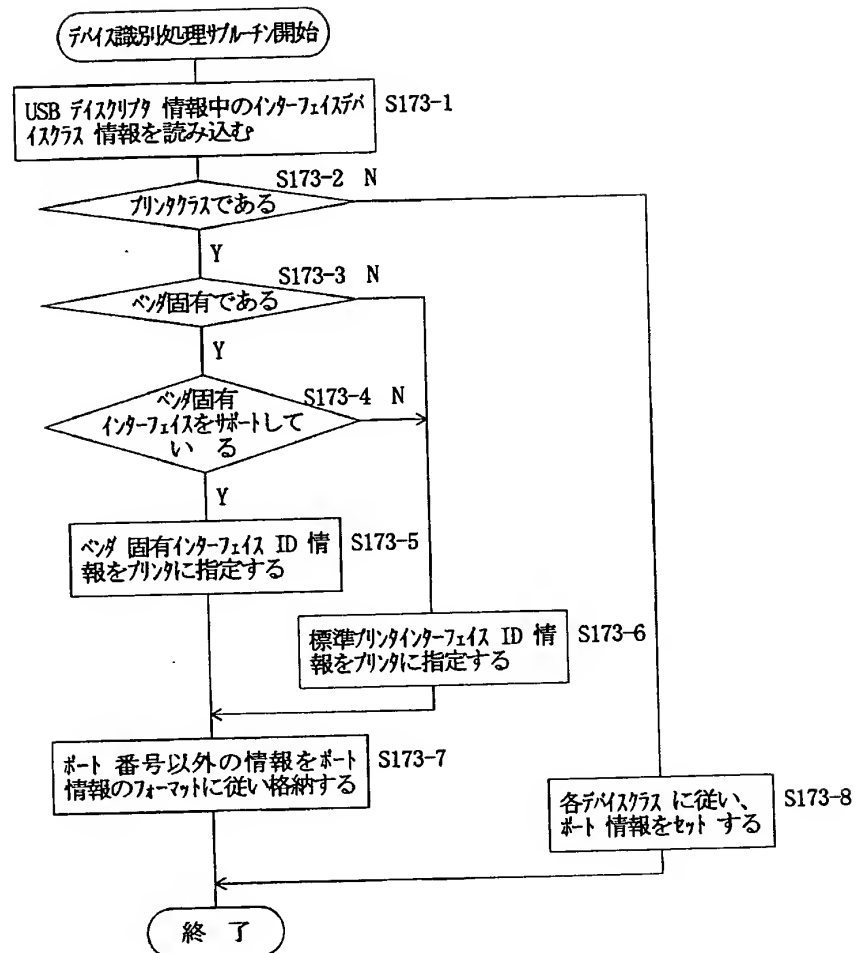 デバイス識別処理サブルーチン開始
USB ディスクリプタ 情報中のインターフェイスデバ
イスクラス 情報を読み込む
S173-1
S173-2 N
プリンタクラスである
Y
S173-3 N
ベンダ固有である
Y
ベンダ固有
S173-4 N
インターフェイスをサポートして
い る
Y
ベンダ 固有インターフェイス ID 情
報をプリンタに指定する
S173-5
標準プリンタインターフェイス ID 情
報をプリンタに指定する
S173-6
ポート 番号以外の情報をポート
情報のフォーマットに従い格納する
S173-7
各デバイスクラス に従い、
ポート 情報をセット する
S173-8
終 了